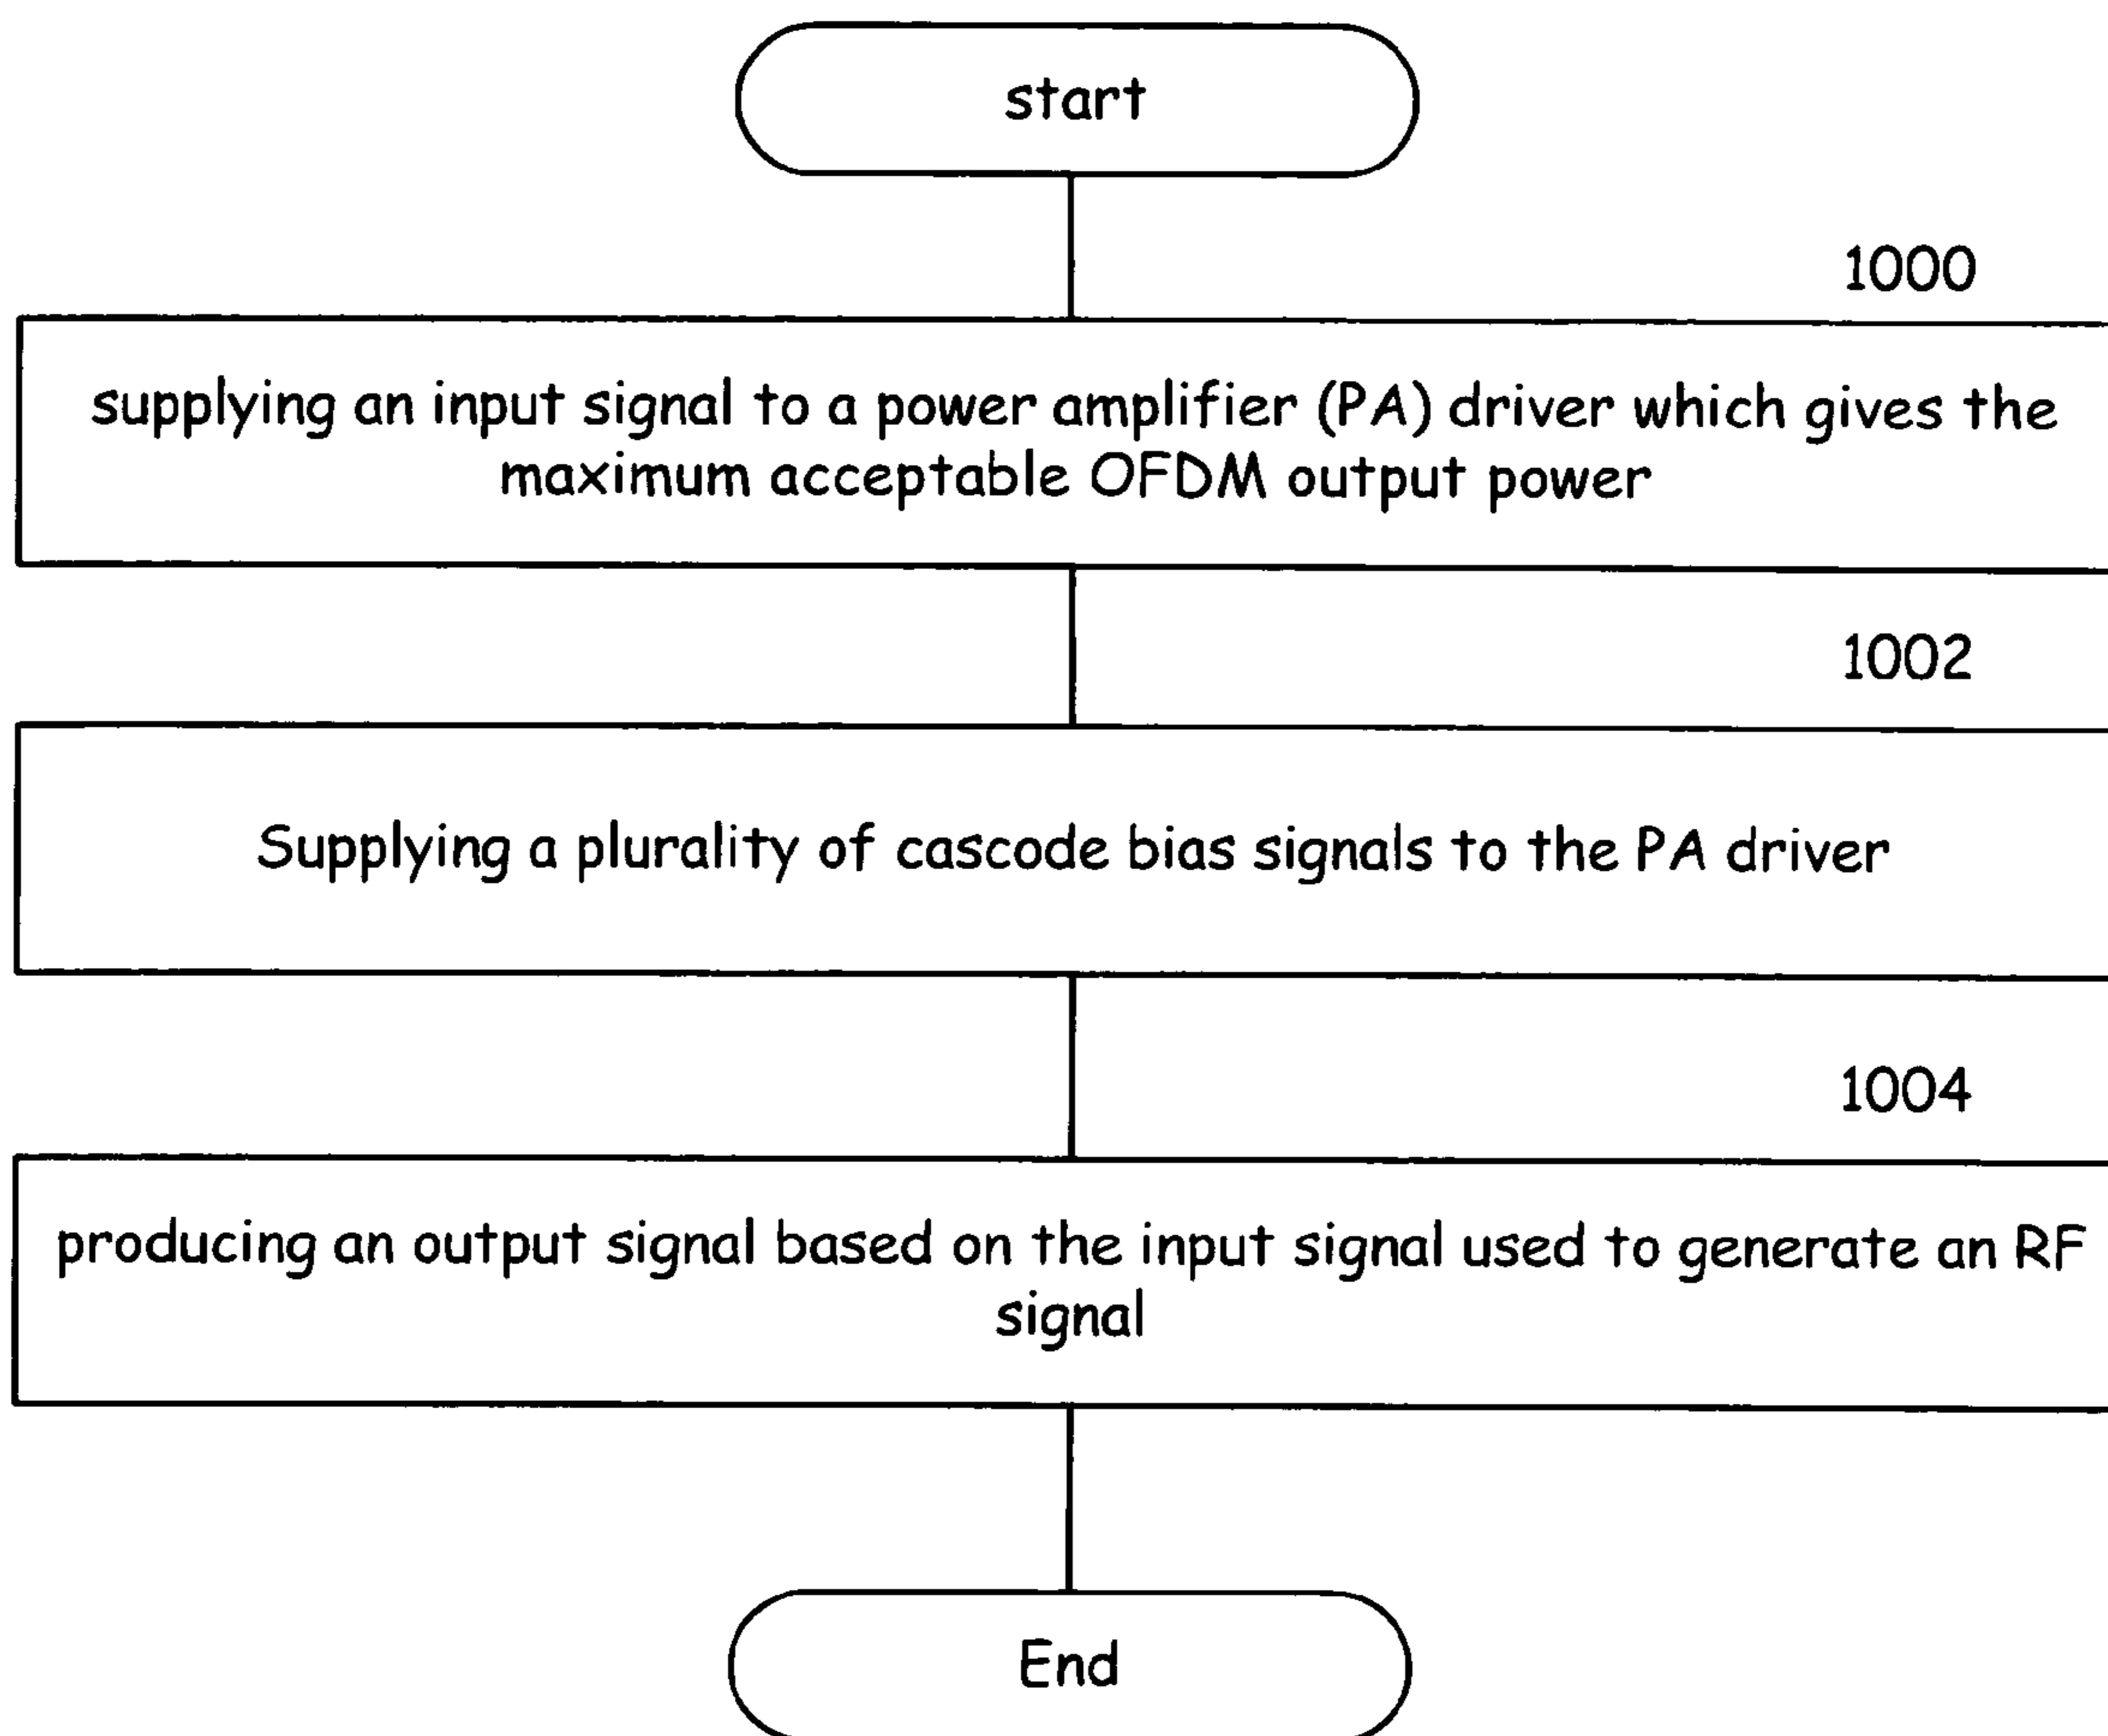 start
1000
supplying an input signal to a power amplifier (PA) driver which gives the
maximum acceptable OFDM output power
1002
Supplying a plurality of cascode bias signals to the PA driver
1004
producing an output signal based on the input signal used to generate an RF
signal
End